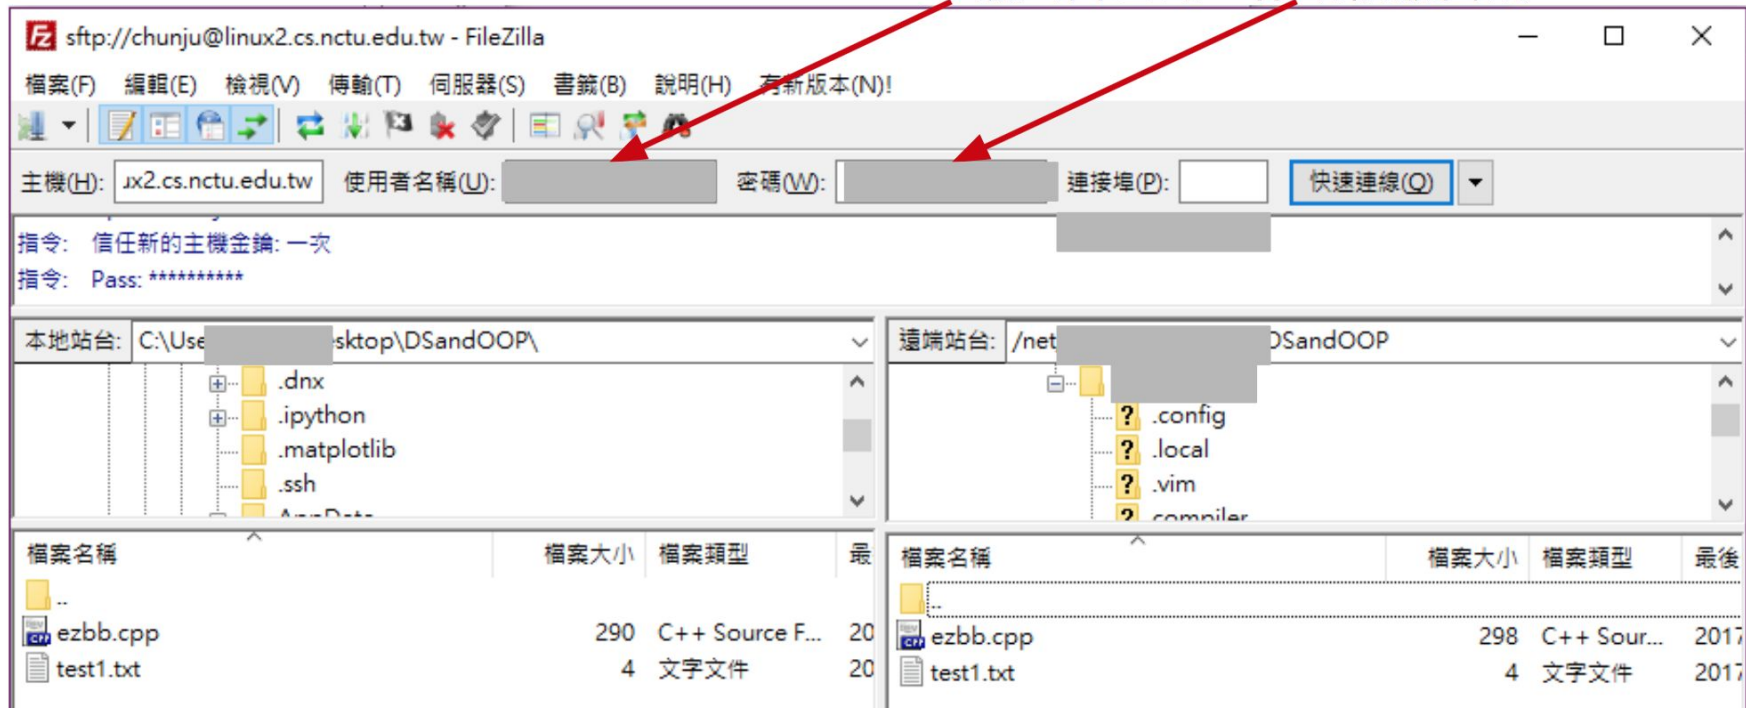 sftp://chunju@linux2.cs.nctu.edu.tw - FileZilla
檔案(F) 編輯(E) 檢視(V) 傳輸(T) 伺服器(S) 書籤(B) 說明(H) 有新版本(N)!
主機(H): ux2.cs.nctu.edu.tw 使用者名稱(U): 密碼(W): 連接埠(P): 快速連線(Q)
指令: 信任新的主機金鑰: 一次
指令: Pass: **********
本地站台: C:\Use sktop\DSandOOP\
.dnx
.ipython
.matplotlib
.ssh
AppData
遠端站台: /net DSandOOP
.config
.local
.vim
compiler
檔案名稱 檔案大小 檔案類型 最
..
ezbb.cpp 290 C++ Source F... 20
test1.txt 4 文字文件 20
檔案名稱 檔案大小 檔案類型 最後
..
ezbb.cpp 298 C++ Sour... 2017
test1.txt 4 文字文件 2017